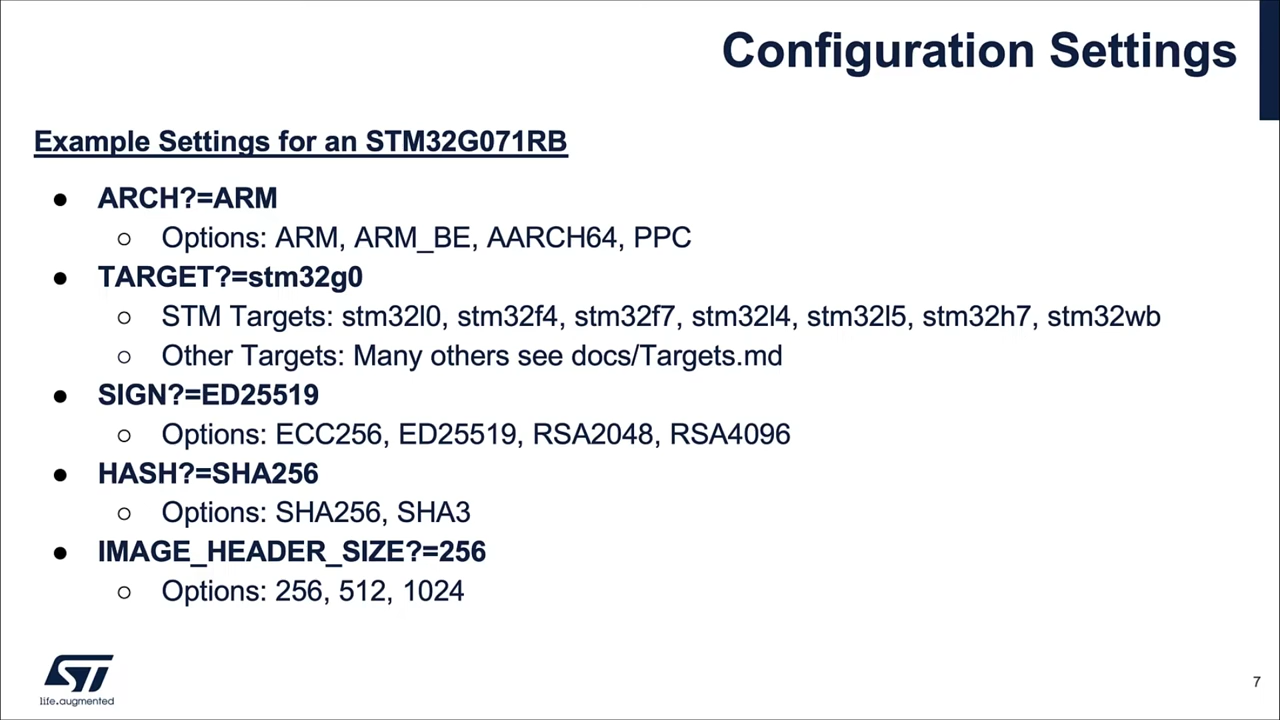 Configuration Settings
Example Settings for an STM32G071RB
● ARCH?=ARM
○ Options: ARM, ARM_BE, AARCH64, PPC
● TARGET?=stm32g0
○ STM Targets: stm32l0, stm32f4, stm32f7, stm32l4, stm32l5, stm32h7, stm32wb
○ Other Targets: Many others see docs/Targets.md
● SIGN?=ED25519
○ Options: ECC256, ED25519, RSA2048, RSA4096
● HASH?=SHA256
○ Options: SHA256, SHA3
● IMAGE_HEADER_SIZE?=256
○ Options: 256, 512, 1024
ST
life.augmented
7